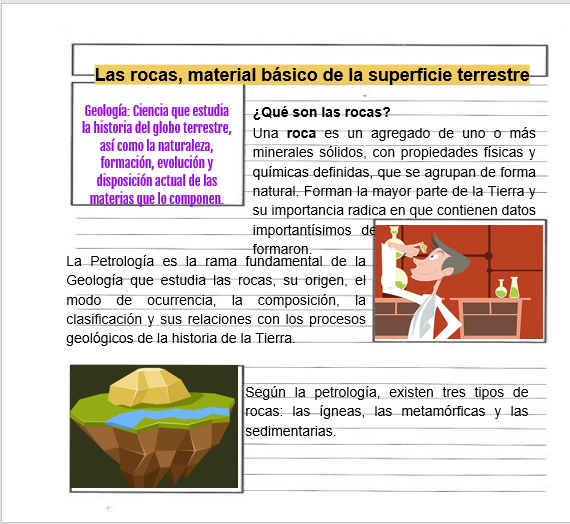 Las rocas, material básico de la superficie terrestre
Geología: Ciencia que estudia
la historia del globo terrestre,
así como la naturaleza,
formación, evolución y
disposición actual de las
materias que lo componen.
¿Qué son las rocas?
Una roca es un agregado de uno o más
minerales sólidos, con propiedades físicas y
químicas definidas, que se agrupan de forma
natural. Forman la mayor parte de la Tierra y
su importancia radica en que contienen datos
importantísimos de
formaron.
La Petrología es la rama fundamental de la
Geología que estudia las rocas, su origen, el
modo de ocurrencia, la composición, la
clasificación y sus relaciones con los procesos
geológicos de la historia de la Tierra.
Según la petrología, existen tres tipos de
rocas: las ígneas, las metamórficas y las
sedimentarias.